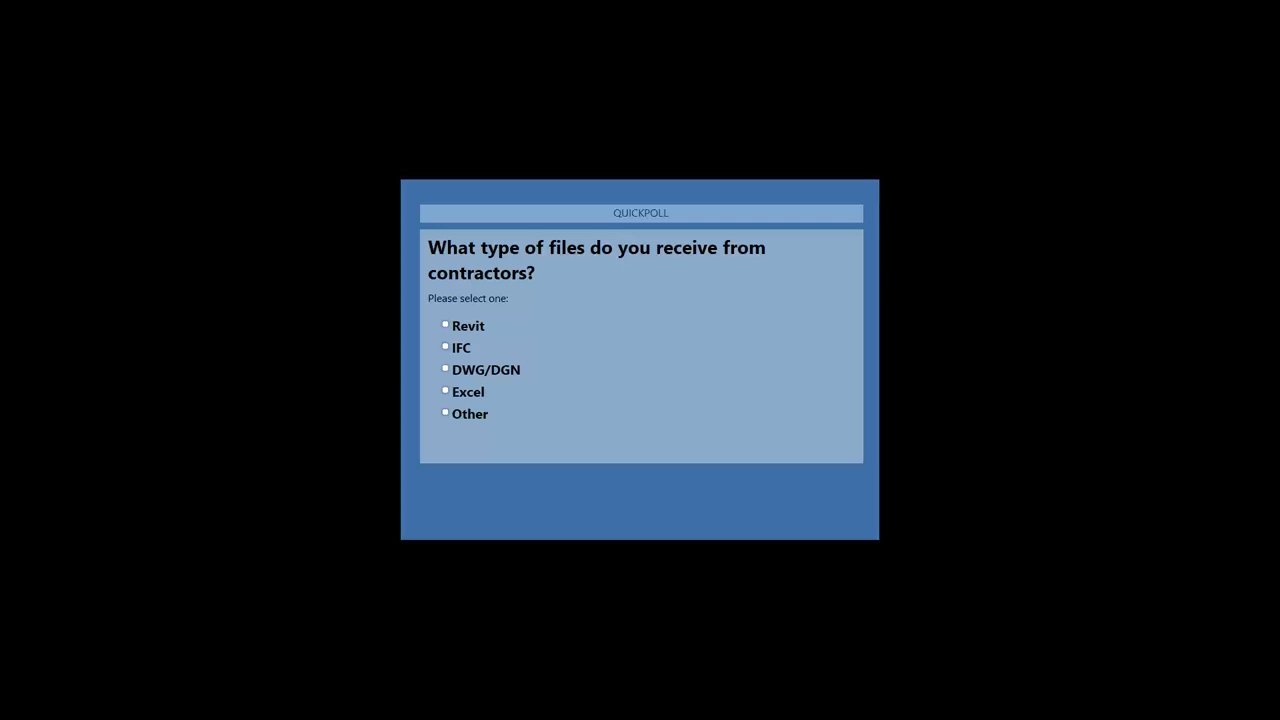 QUICKPOLL
What type of files do you receive from
contractors?
Please select one:
Revit
IFC
DWG/DGN
Excel
Other